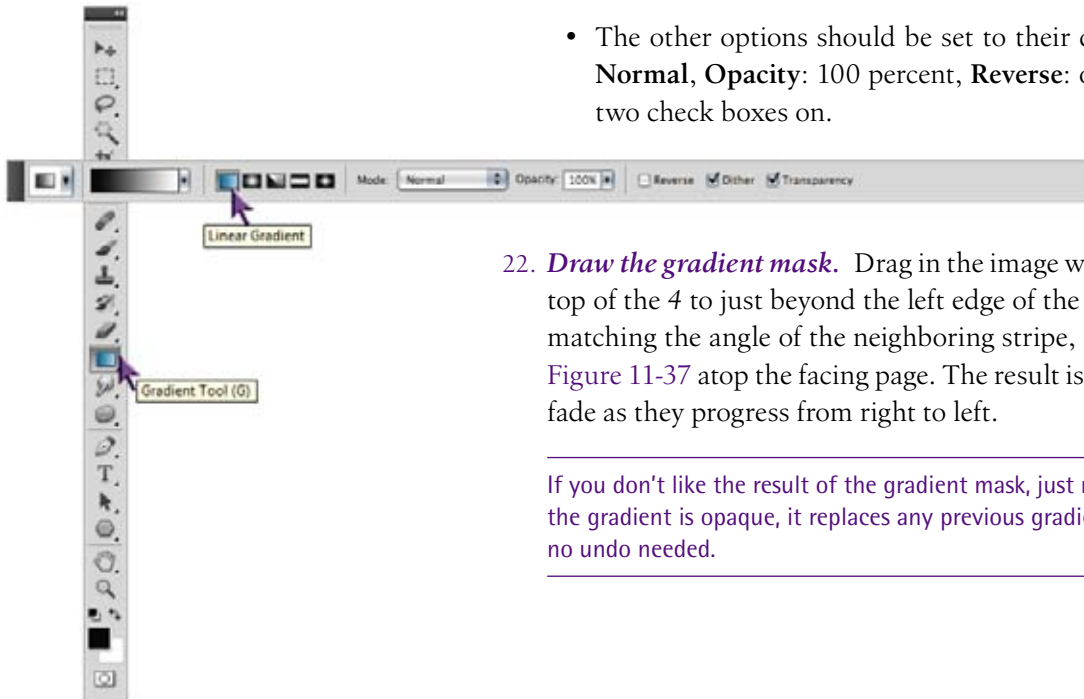 • The other options should be set to their
Normal, Opacity: 100 percent, Reverse:
two check boxes on.
Mode: Normal Opacity: 100% Reverse Dither Transparency
Linear Gradient
22. Draw the gradient mask. Drag in the image
top of the 4 to just beyond the left edge of the
matching the angle of the neighboring stripe,
Figure 11-37 atop the facing page. The result is
Gradient Tool (G)
fade as they progress from right to left.
If you don't like the result of the gradient mask, just
the gradient is opaque, it replaces any previous
no undo needed.